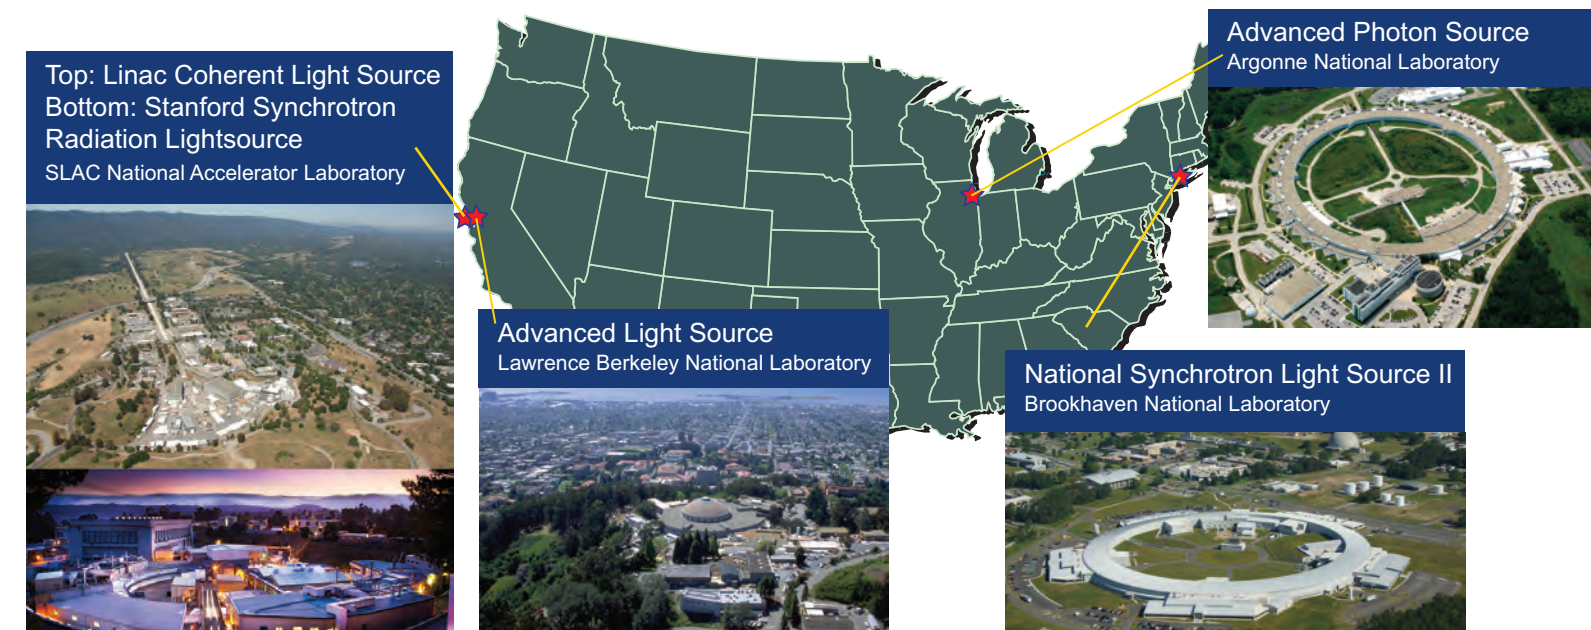 Top: Linac Coherent Light Source
Bottom: Stanford Synchrotron
Radiation Lightsource
SLAC National Accelerator Laboratory
Advanced Light Source
Lawrence Berkeley National Laboratory
Advanced Photon Source
Argonne National Laboratory
National Synchrotron Light Source II
Brookhaven National Laboratory